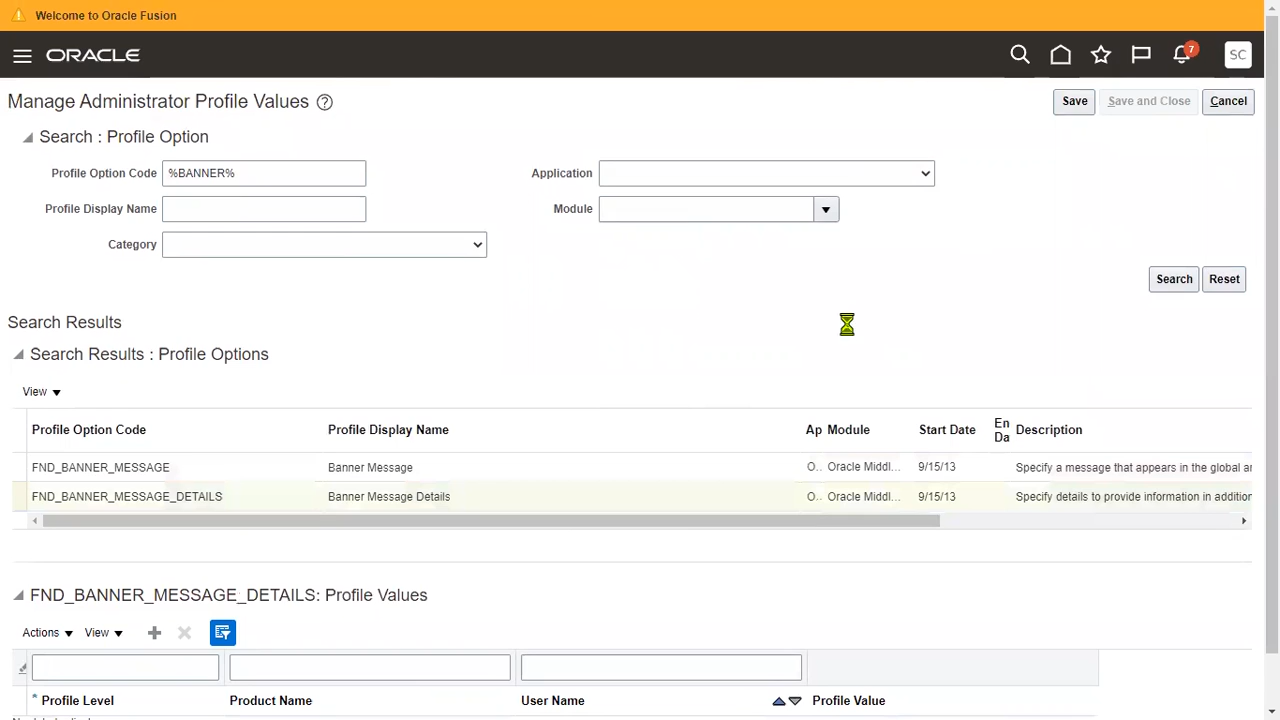 Welcome to Oracle Fusion
ORACLE
7
SC
Manage Administrator Profile Values
Save
Save and Close
Cancel
Search : Profile Option
Profile Option Code %BANNER%
Application
Profile Display Name
Module
Category
Search
Reset
Search Results
Search Results : Profile Options
View
Profile Option Code Profile Display Name Ap Module Start Date En Da Description
FND_BANNER_MESSAGE Banner Message O.. Oracle Middl... 9/15/13 Specify a message that appears in the global
FND_BANNER_MESSAGE_DETAILS Banner Message Details O.. Oracle Middl... 9/15/13 Specify details to provide information in addition
FND_BANNER_MESSAGE_DETAILS: Profile Values
Actions View
* Profile Level Product Name User Name Profile Value